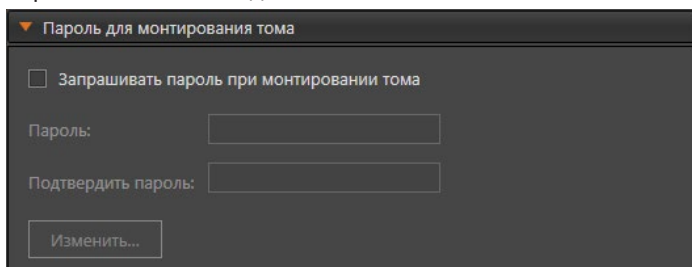 Пароль для монтирования тома
Запрашивать пароль при монтировании тома
Пароль:
Подтвердить пароль:
Изменить...